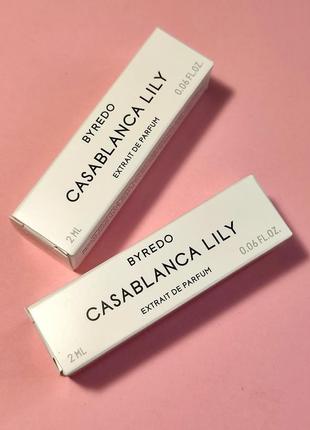 BYREDO
CASABLANCA LILY
EXTRAIT DE PARFUM
2 ML
0.06 FL.OZ.
BYREDO
CASABLANCA LILY
EXTRAIT DE PARFUM
2 ML
0.06 FL.OZ.